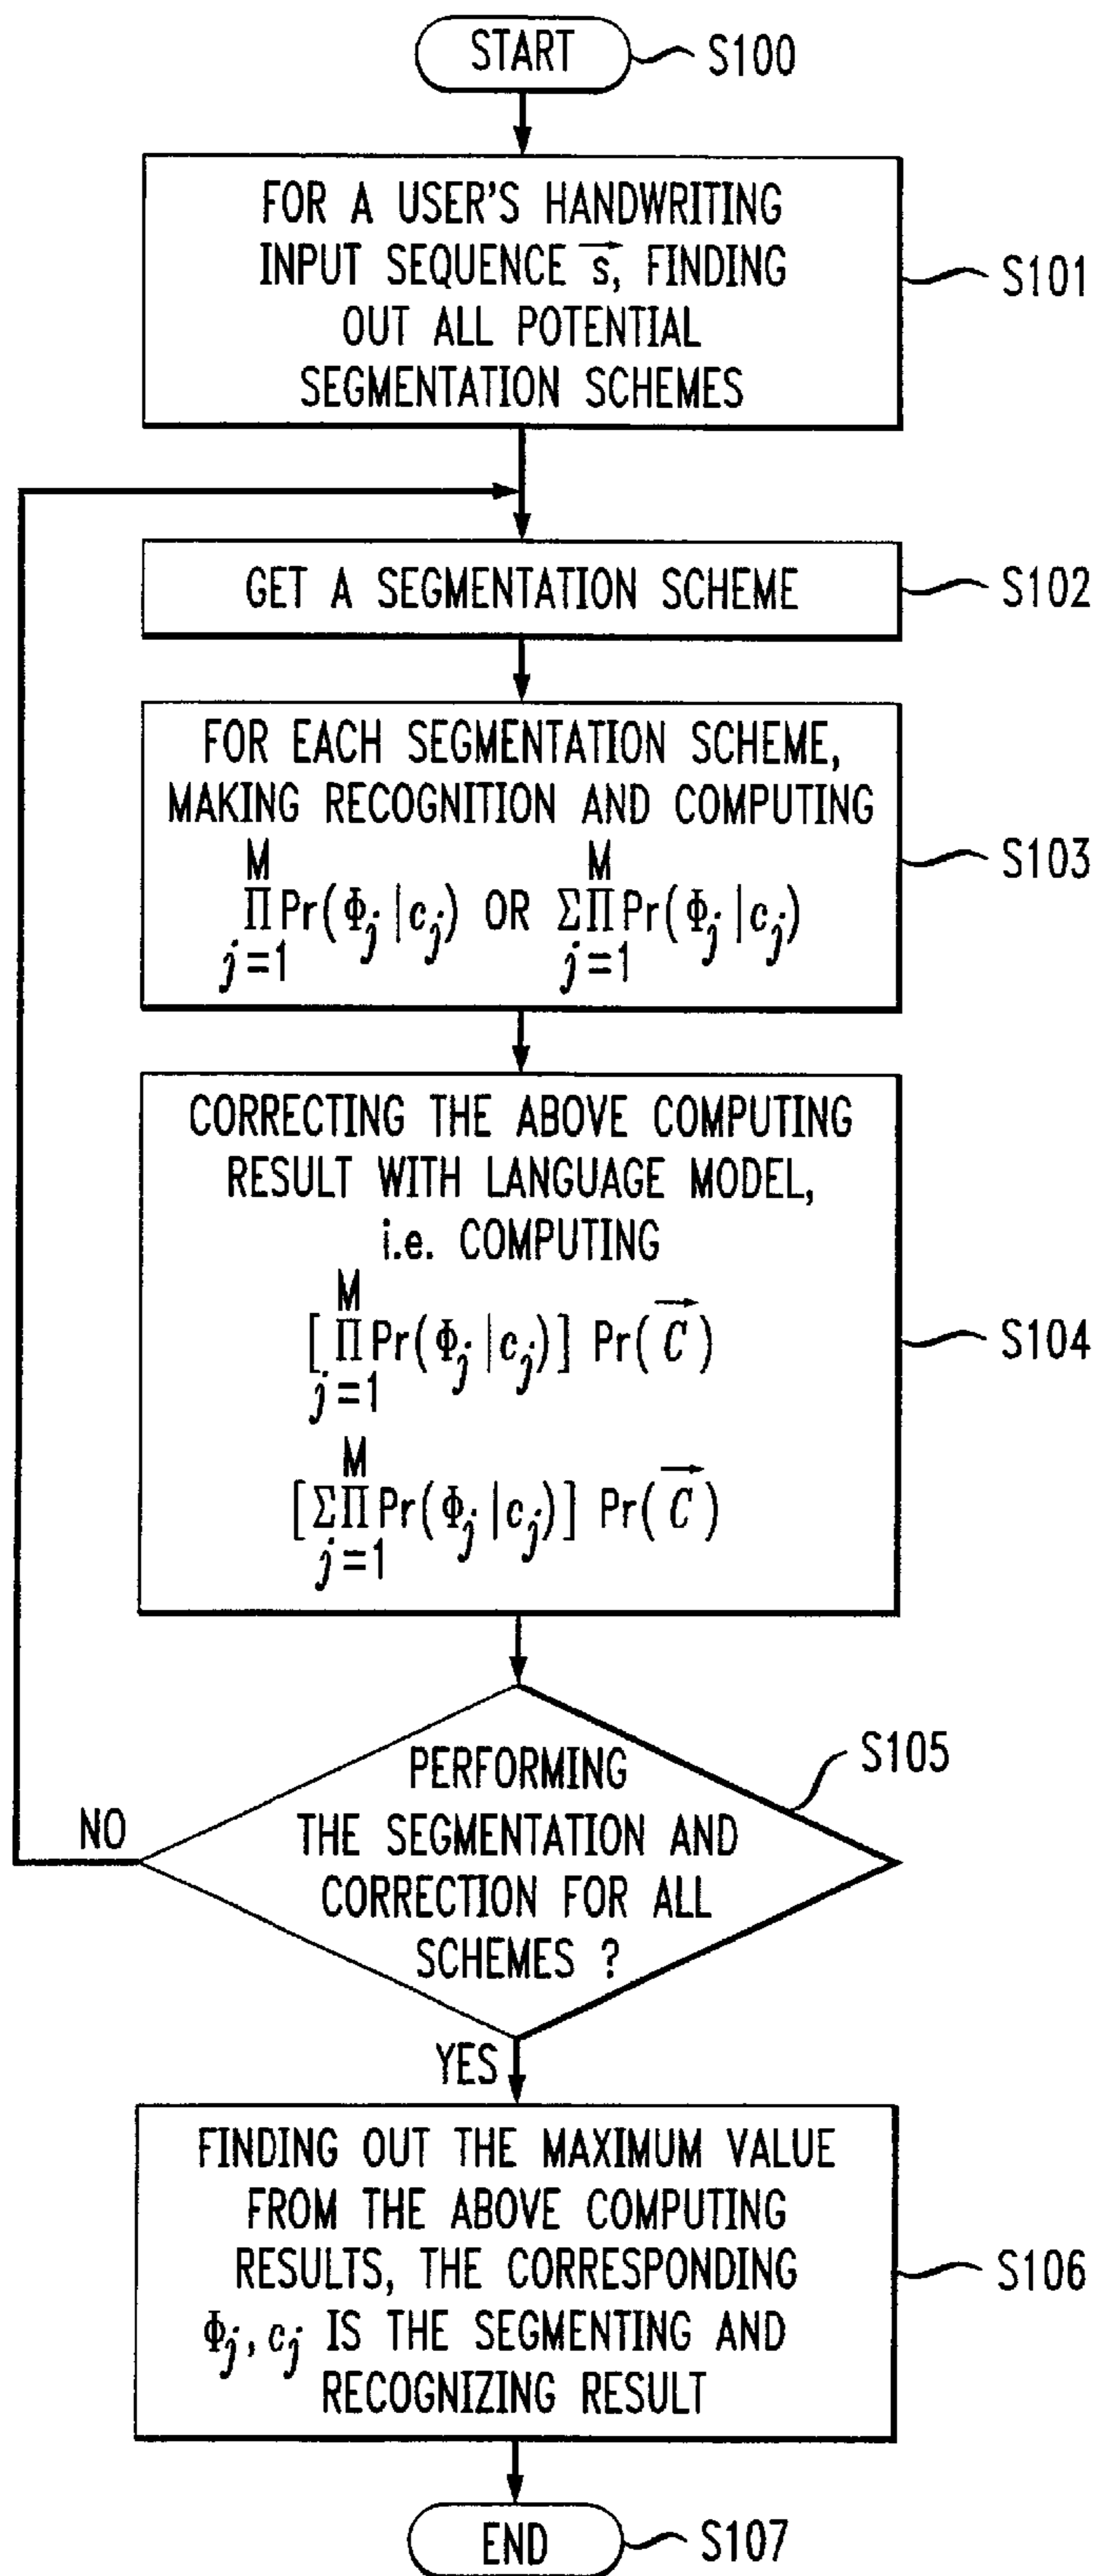 START
S100
FOR A USER'S HANDWRITING
INPUT SEQUENCE s⃗, FINDING
OUT ALL POTENTIAL
SEGMENTATION SCHEMES
S101
GET A SEGMENTATION SCHEME
S102
FOR EACH SEGMENTATION SCHEME,
MAKING RECOGNITION AND COMPUTING
M M
Π Pr(Φj |cj) OR ΣΠ Pr(Φj |cj)
j=1 j=1
S103
CORRECTING THE ABOVE COMPUTING
RESULT WITH LANGUAGE MODEL,
i.e. COMPUTING
M
[ Π Pr(Φj |cj)] Pr(C⃗)
j=1
M
[ΣΠ Pr(Φj |cj)] Pr(C⃗)
j=1
S104
PERFORMING
THE SEGMENTATION AND
CORRECTION FOR ALL
SCHEMES ?
S105
NO
YES
FINDING OUT THE MAXIMUM VALUE
FROM THE ABOVE COMPUTING
RESULTS, THE CORRESPONDING
Φj, cj IS THE SEGMENTING AND
RECOGNIZING RESULT
S106
END
S107